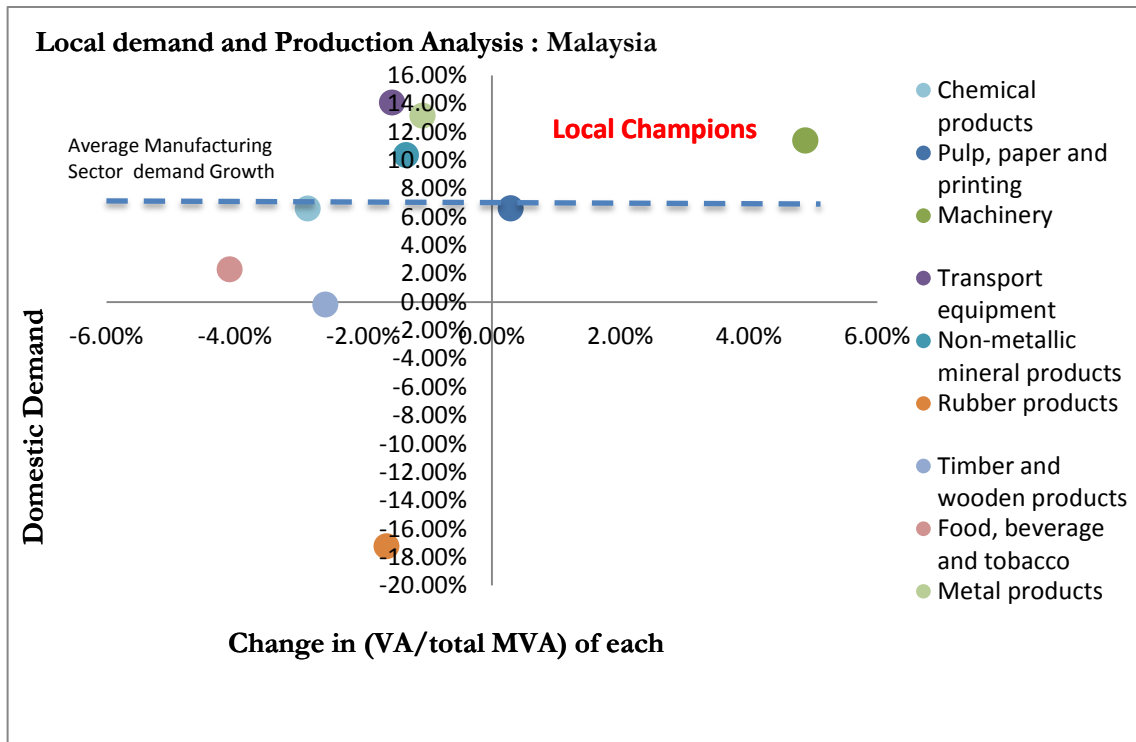 Local demand and Production Analysis : Malaysia
Average Manufacturing
Sector demand Growth
Local Champions
16.00%
14.00%
12.00%
10.00%
8.00%
6.00%
4.00%
2.00%
0.00%
-2.00%
-4.00%
-6.00%
-8.00%
-10.00%
-12.00%
-14.00%
-16.00%
-18.00%
-20.00%
-6.00%
-4.00%
-2.00%
0.00%
2.00%
4.00%
6.00%
Domestic Demand
Change in (VA/total MVA) of each
Chemical
products
Pulp, paper and
printing
Machinery
Transport
equipment
Non-metallic
mineral products
Rubber products
Timber and
wooden products
Food, beverage
and tobacco
Metal products